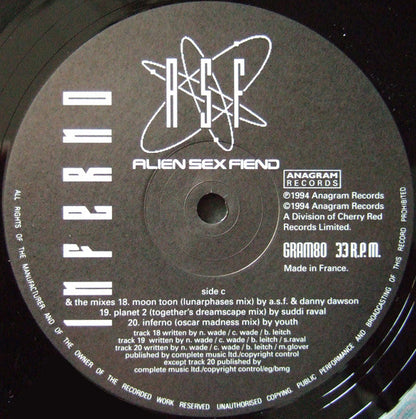 INFERNO
ASF
ALIEN SEX FIEND
ANAGRAM
RECORDS
℗1994 Anagram Records
©1994 Anagram Records
A Division of Cherry Red
Records Limited.
GRAM80 33 R.P.M.
Made in France.
side c
& the mixes 18. moon toon (lunarphases mix) by a.s.f. & danny dawson
19. planet 2 (together's dreamscape mix) by suddi raval
20. inferno (oscar madness mix) by youth
track 18 written by n. wade / c. wade / b. leitch
track 19 written by n. wade / c. wade / b. leitch / s.raval
track 20 written by n. wade / c. wade / b. leitch / m.glover
published by complete music ltd./copyright control
except track 20 published by
complete music ltd./copyright control/eg/bmg
ALL RIGHTS OF THE MANUFACTURER AND OF THE OWNER OF THE RECORDED WORK RESERVED UNAUTHORISED COPYING PUBLIC PERFORMANCE AND BROADCASTING OF THIS RECORD PROHIBITED